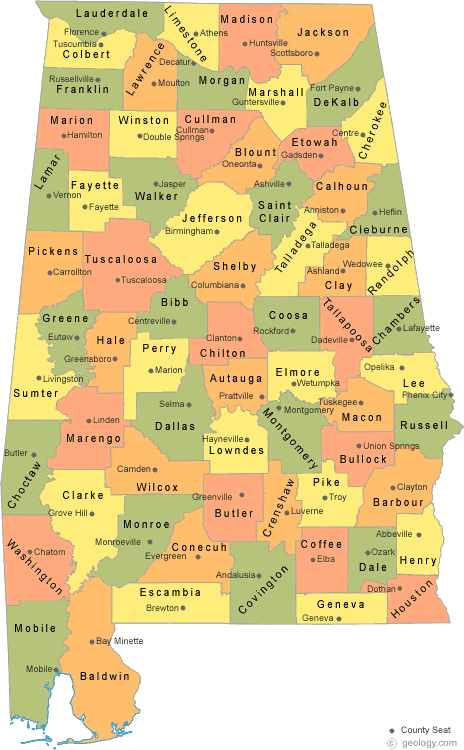 Lauderdale
Florence
Tuscumbia
Colbert
Limestone
Athens
Madison
Huntsville
Jackson
Scottsboro
Russellville
Franklin
Lawrence
Decatur
Moulton
Morgan
Marshall
Guntersville
Fort Payne
DeKalb
Cherokee
Centre
Marion
Hamilton
Winston
Double Springs
Cullman
Cullman
Blount
Oneonta
Etowah
Gadsden
Lamar
Vernon
Fayette
Fayette
Walker
Jasper
Jefferson
Birmingham
Ashville
Saint
Clair
Calhoun
Anniston
Heflin
Cleburne
Talladega
Talladega
Pickens
Carrollton
Tuscaloosa
Tuscaloosa
Shelby
Columbiana
Ashland
Clay
Wedowee
Randolph
Greene
Eutaw
Hale
Greensboro
Bibb
Centreville
Perry
Marion
Clanton
Chilton
Coosa
Rockford
Tallapoosa
Dadeville
Chambers
Lafayette
Livingston
Sumter
Autauga
Prattville
Elmore
Wetumpka
Opelika
Lee
Phenix City
Linden
Marengo
Selma
Dallas
Hayneville
Lowndes
Montgomery
Montgomery
Tuskegee
Macon
Russell
Butler
Choctaw
Camden
Wilcox
Union Springs
Bullock
Clarke
Grove Hill
Monroe
Monroeville
Greenville
Butler
Crenshaw
Luverne
Pike
Troy
Clayton
Barbour
Washington
Chatom
Conecuh
Evergreen
Andalusia
Covington
Coffee
Elba
Ozark
Dale
Abbeville
Henry
Escambia
Brewton
Geneva
Geneva
Dothan
Houston
Mobile
Mobile
Bay Minette
Baldwin
County Seat
© geology.com